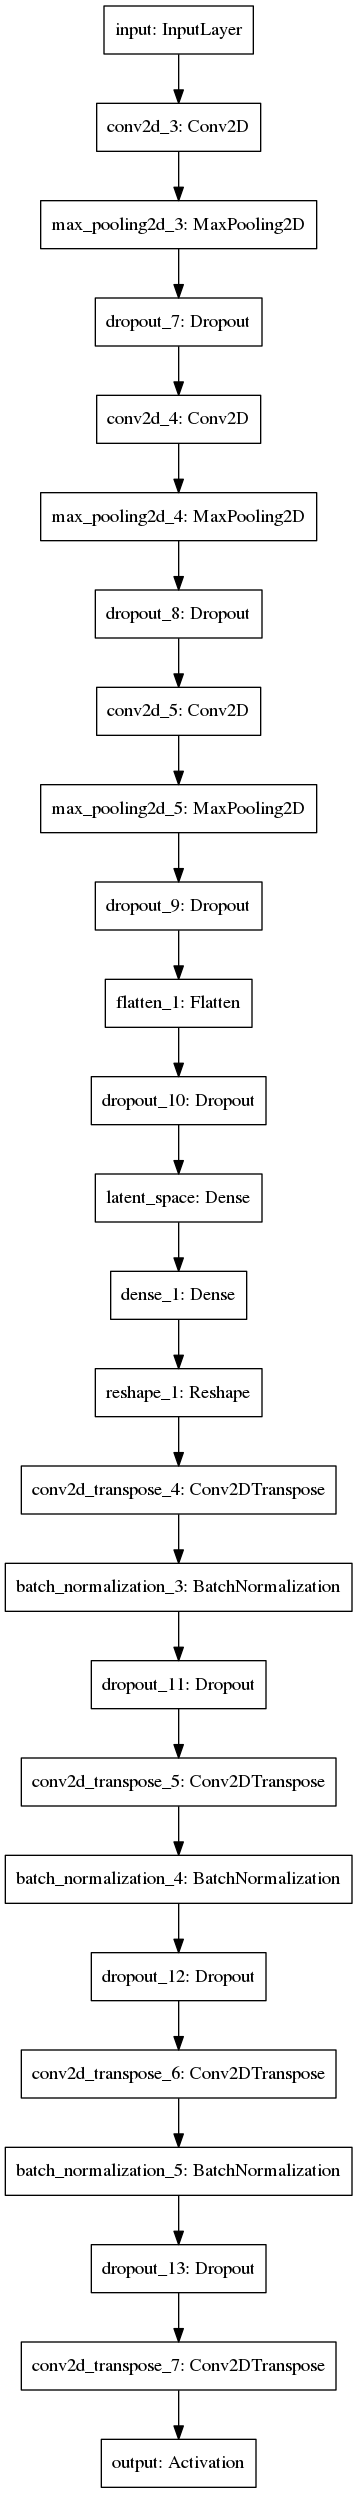 input: InputLayer
conv2d_3: Conv2D
max_pooling2d_3: MaxPooling2D
dropout_7: Dropout
conv2d_4: Conv2D
max_pooling2d_4: MaxPooling2D
dropout_8: Dropout
conv2d_5: Conv2D
max_pooling2d_5: MaxPooling2D
dropout_9: Dropout
flatten_1: Flatten
dropout_10: Dropout
latent_space: Dense
dense_1: Dense
reshape_1: Reshape
conv2d_transpose_4: Conv2DTranspose
batch_normalization_3: BatchNormalization
dropout_11: Dropout
conv2d_transpose_5: Conv2DTranspose
batch_normalization_4: BatchNormalization
dropout_12: Dropout
conv2d_transpose_6: Conv2DTranspose
batch_normalization_5: BatchNormalization
dropout_13: Dropout
conv2d_transpose_7: Conv2DTranspose
output: Activation